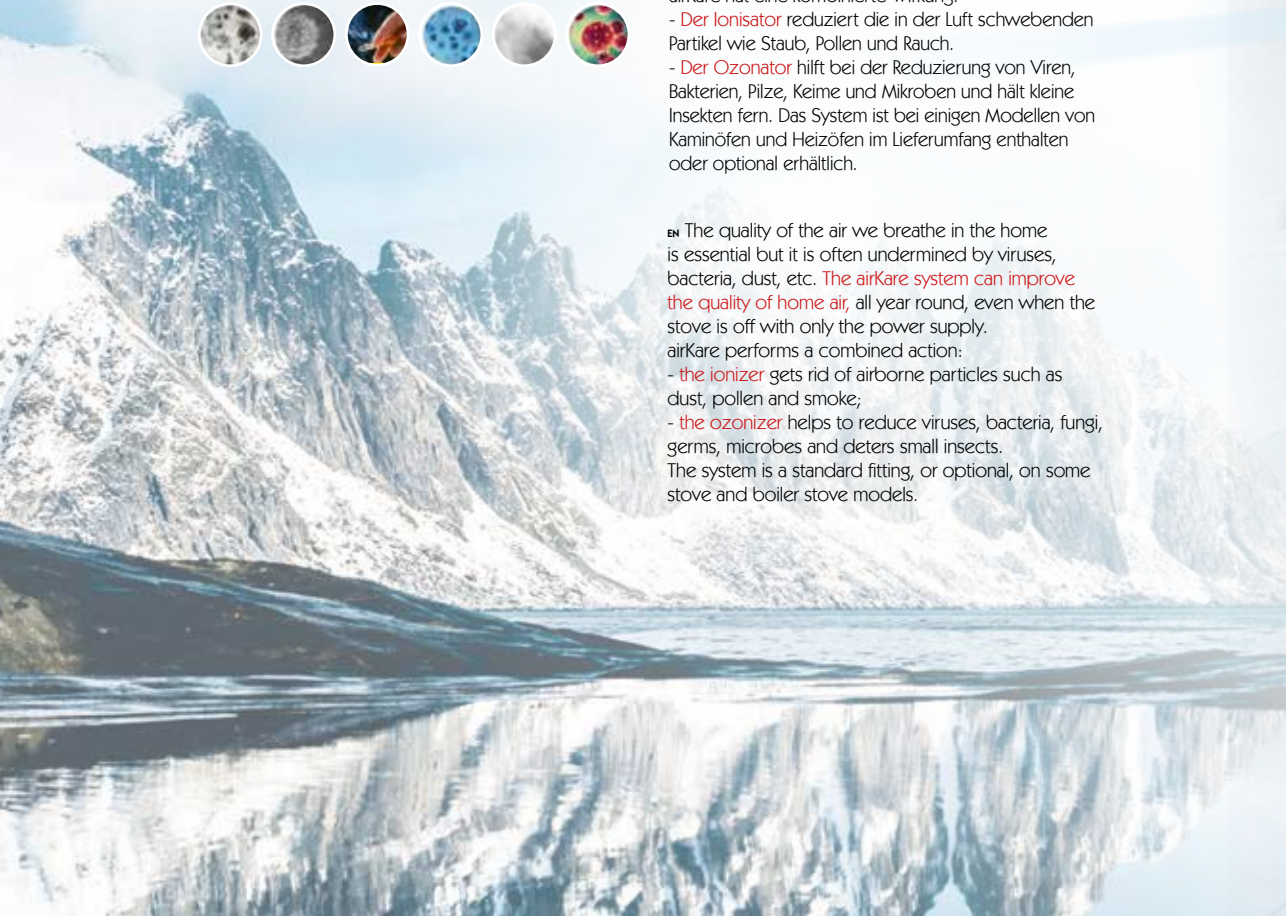 airKare hat eine kombinierte Wirkung:
- Der Ionisator reduziert die in der Luft schwebenden
Partikel wie Staub, Pollen und Rauch.
- Der Ozonator hilft bei der Reduzierung von Viren,
Bakterien, Pilze, Keime und Mikroben und hält kleine
Insekten fern. Das System ist bei einigen Modellen von
Kaminöfen und Heizöfen im Lieferumfang enthalten
oder optional erhältlich.
EN The quality of the air we breathe in the home
is essential but it is often undermined by viruses,
bacteria, dust, etc. The airKare system can improve
the quality of home air, all year round, even when the
stove is off with only the power supply.
airKare performs a combined action:
- the ionizer gets rid of airborne particles such as
dust, pollen and smoke;
- the ozonizer helps to reduce viruses, bacteria, fungi,
germs, microbes and deters small insects.
The system is a standard fitting, or optional, on some
stove and boiler stove models.